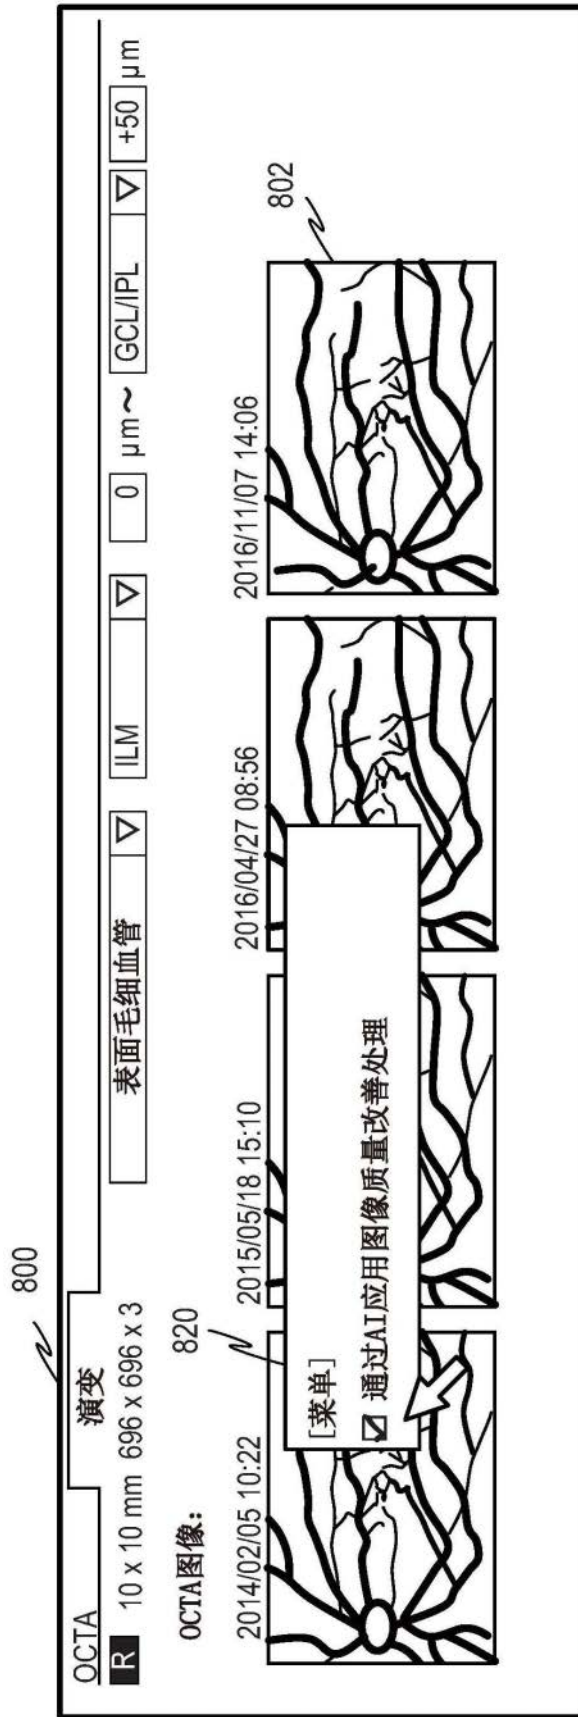 800
OCTA
演变
R 10 x 10 mm 696 x 696 x 3
表面毛细血管 ▽ ILM ▽ 0 μm～ GCL/IPL ▽ +50 μm
OCTA图像：
820
802
2014/02/05 10:22
2015/05/18 15:10
2016/04/27 08:56
2016/11/07 14:06
[菜单]
☑ 通过AI应用图像质量改善处理